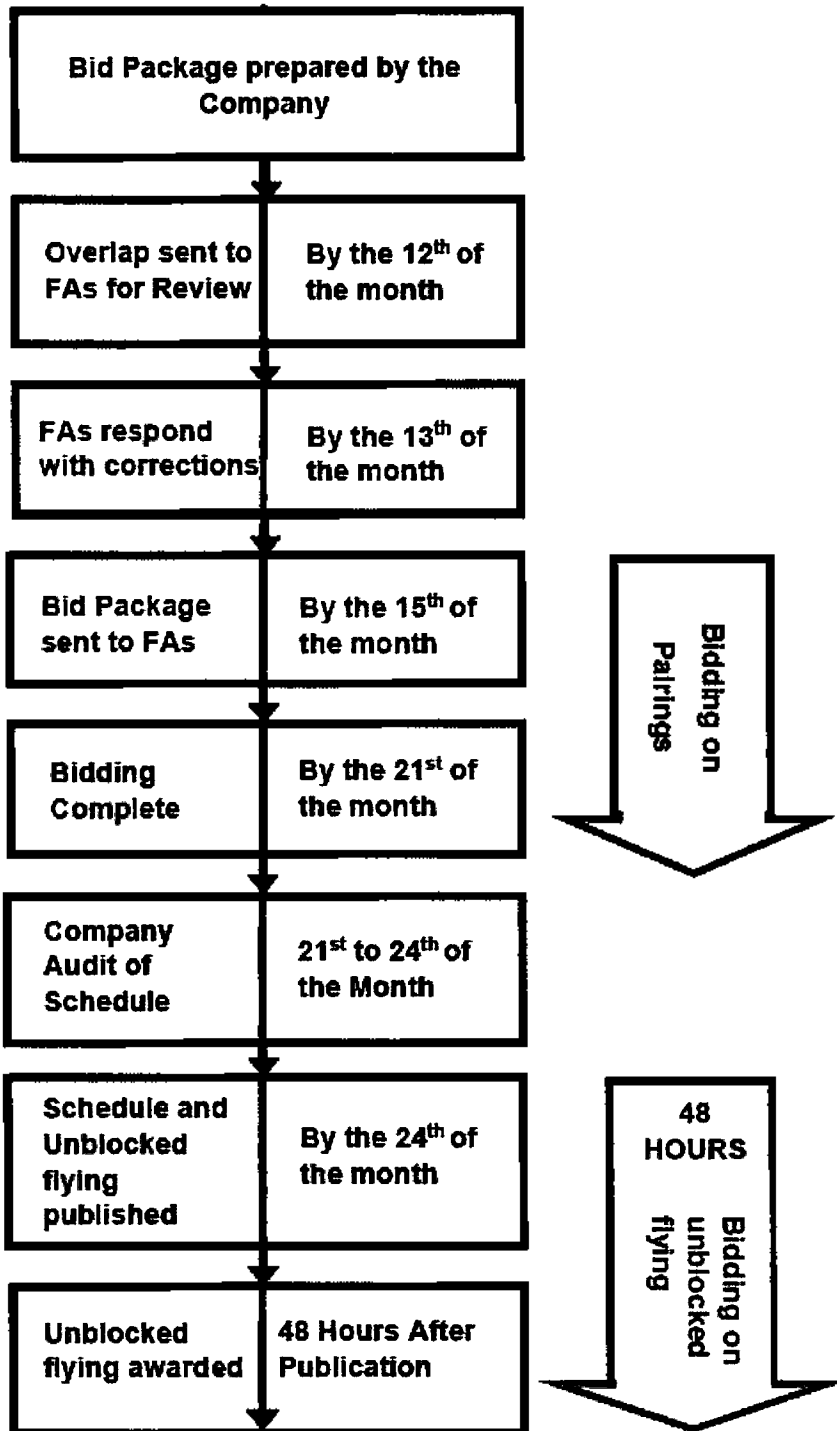 Bid Package prepared by the
Company
Overlap sent to
FAs for Review
By the 12th of
the month
FAs respond
with corrections
By the 13th of
the month
Bid Package
sent to FAs
By the 15th of
the month
Bidding on
Pairings
Bidding
Complete
By the 21st of
the month
Company
Audit of
Schedule
21st to 24th of
the Month
Schedule and
Unblocked
flying
published
By the 24th of
the month
48
HOURS
Bidding on
unblocked
flying
Unblocked
flying awarded
48 Hours After
Publication